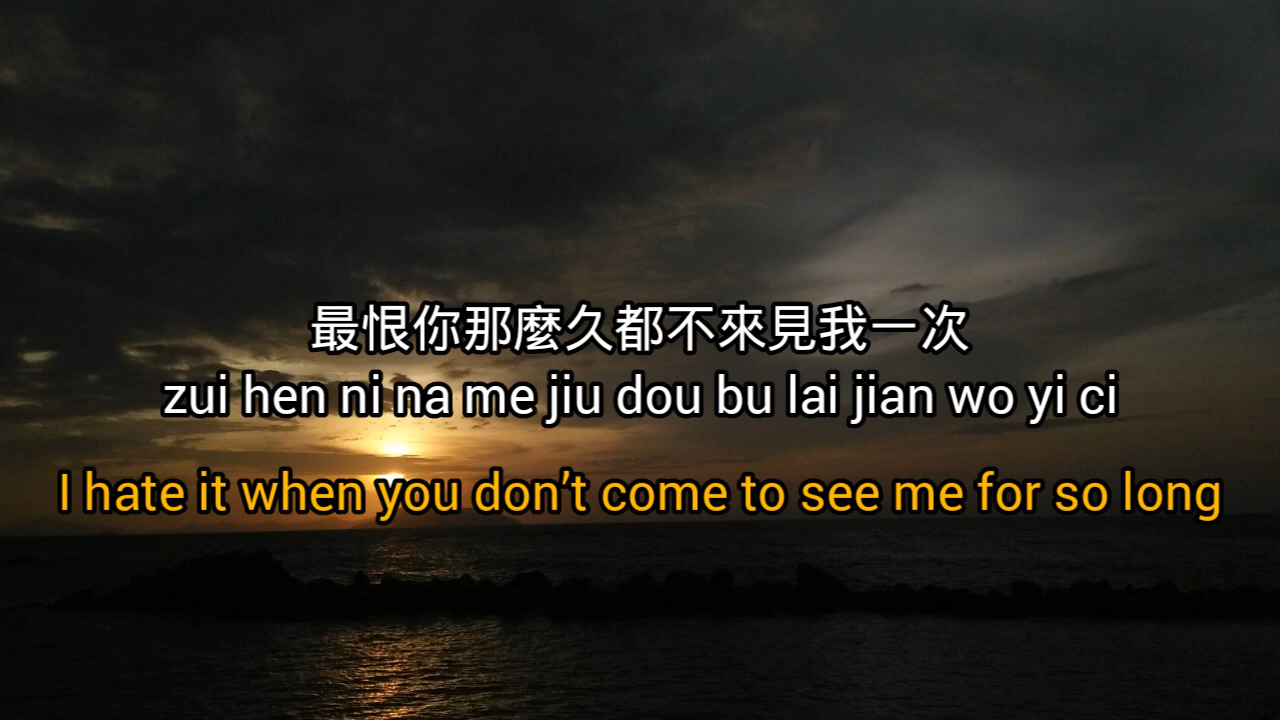 最恨你那麼久都不來見我一次
zui hen ni na me jiu dou bu lai jian wo yi ci
I hate it when you don’t come to see me for so long